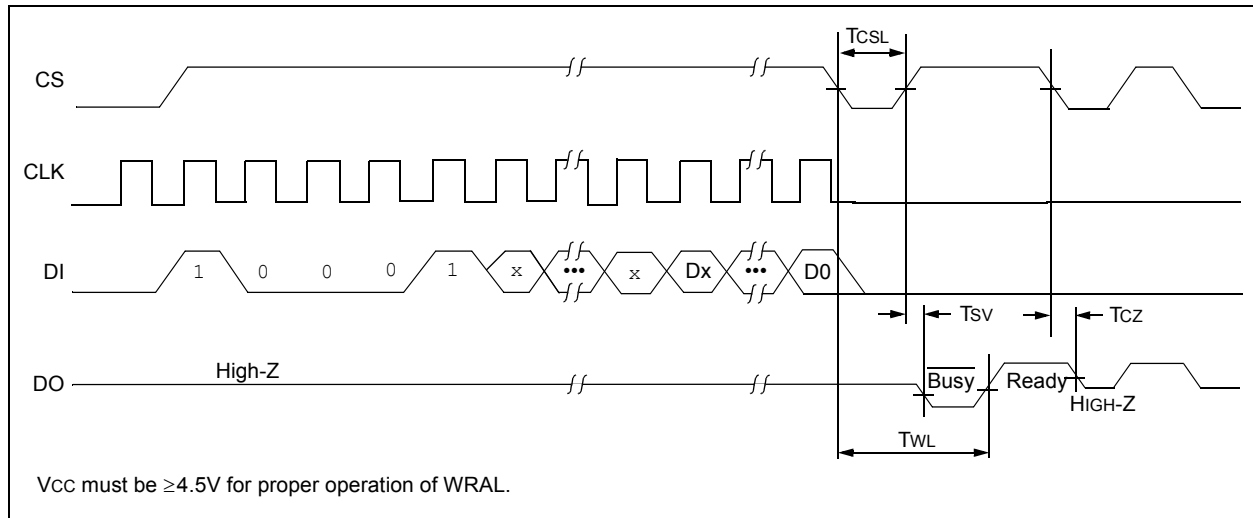 TCSL
CS
CLK
DI 1 0 0 0 1 x ••• x Dx ••• D0
TSV TCZ
DO High-Z Busy Ready HIGH-Z
TWL
VCC must be ≥4.5V for proper operation of WRAL.